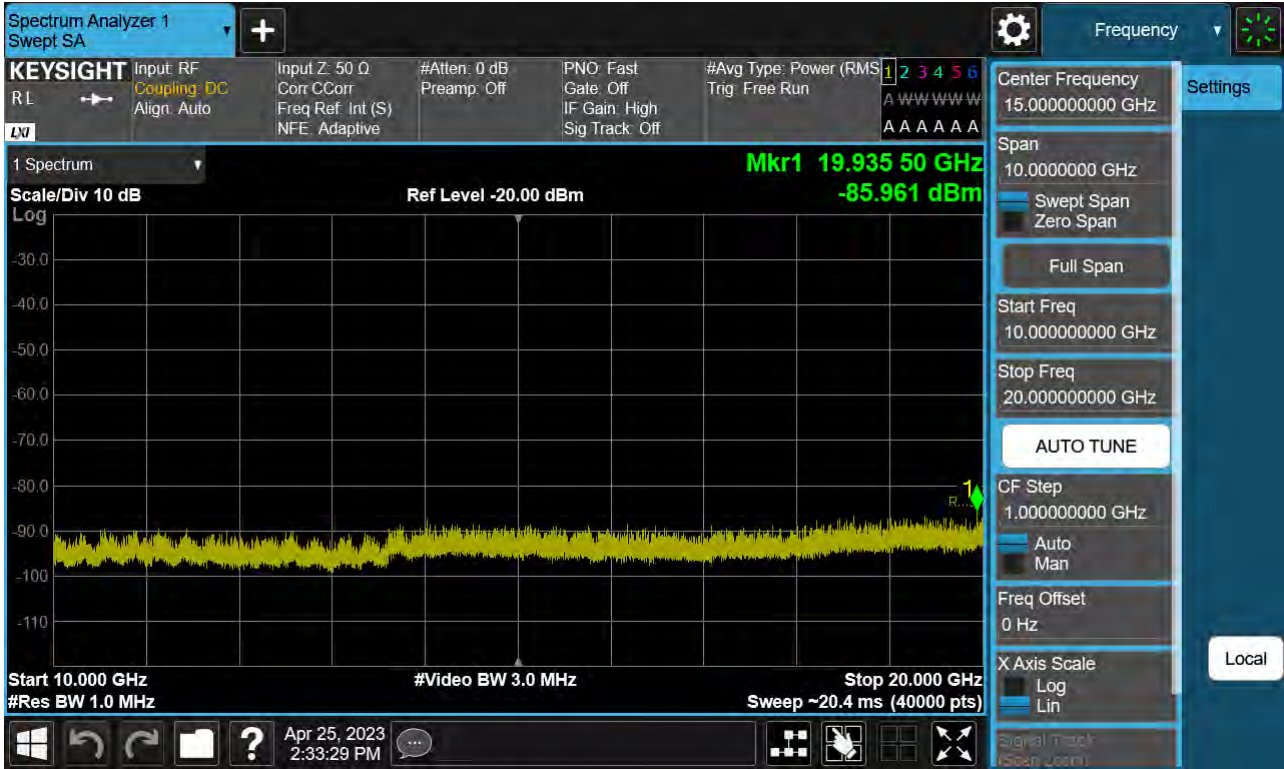 Spectrum Analyzer 1
Swept SA
+
Frequency
KEYSIGHT
R L
LXI
Input: RF
Coupling: DC
Align: Auto
Input Z: 50 Ω
Corr CCorr
Freq Ref: Int (S)
NFE: Adaptive
#Atten: 0 dB
Preamp: Off
PNO: Fast
Gate: Off
IF Gain: High
Sig Track: Off
#Avg Type: Power (RMS
Trig: Free Run
1 2 3 4 5 6
A W W W W W
A A A A A A
1 Spectrum
Scale/Div 10 dB
Log
Ref Level -20.00 dBm
Mkr1 19.935 50 GHz
-85.961 dBm
-30.0
-40.0
-50.0
-60.0
-70.0
-80.0
-90.0
-100
-110
1
R...
Start 10.000 GHz
#Res BW 1.0 MHz
#Video BW 3.0 MHz
Stop 20.000 GHz
Sweep ~20.4 ms (40000 pts)
Center Frequency
15.000000000 GHz
Span
10.0000000 GHz
Swept Span
Zero Span
Full Span
Start Freq
10.000000000 GHz
Stop Freq
20.000000000 GHz
AUTO TUNE
CF Step
1.000000000 GHz
Auto
Man
Freq Offset
0 Hz
X Axis Scale
Log
Lin
Signal Track
(Span Zoom)
Settings
Local
?
Apr 25, 2023
2:33:29 PM